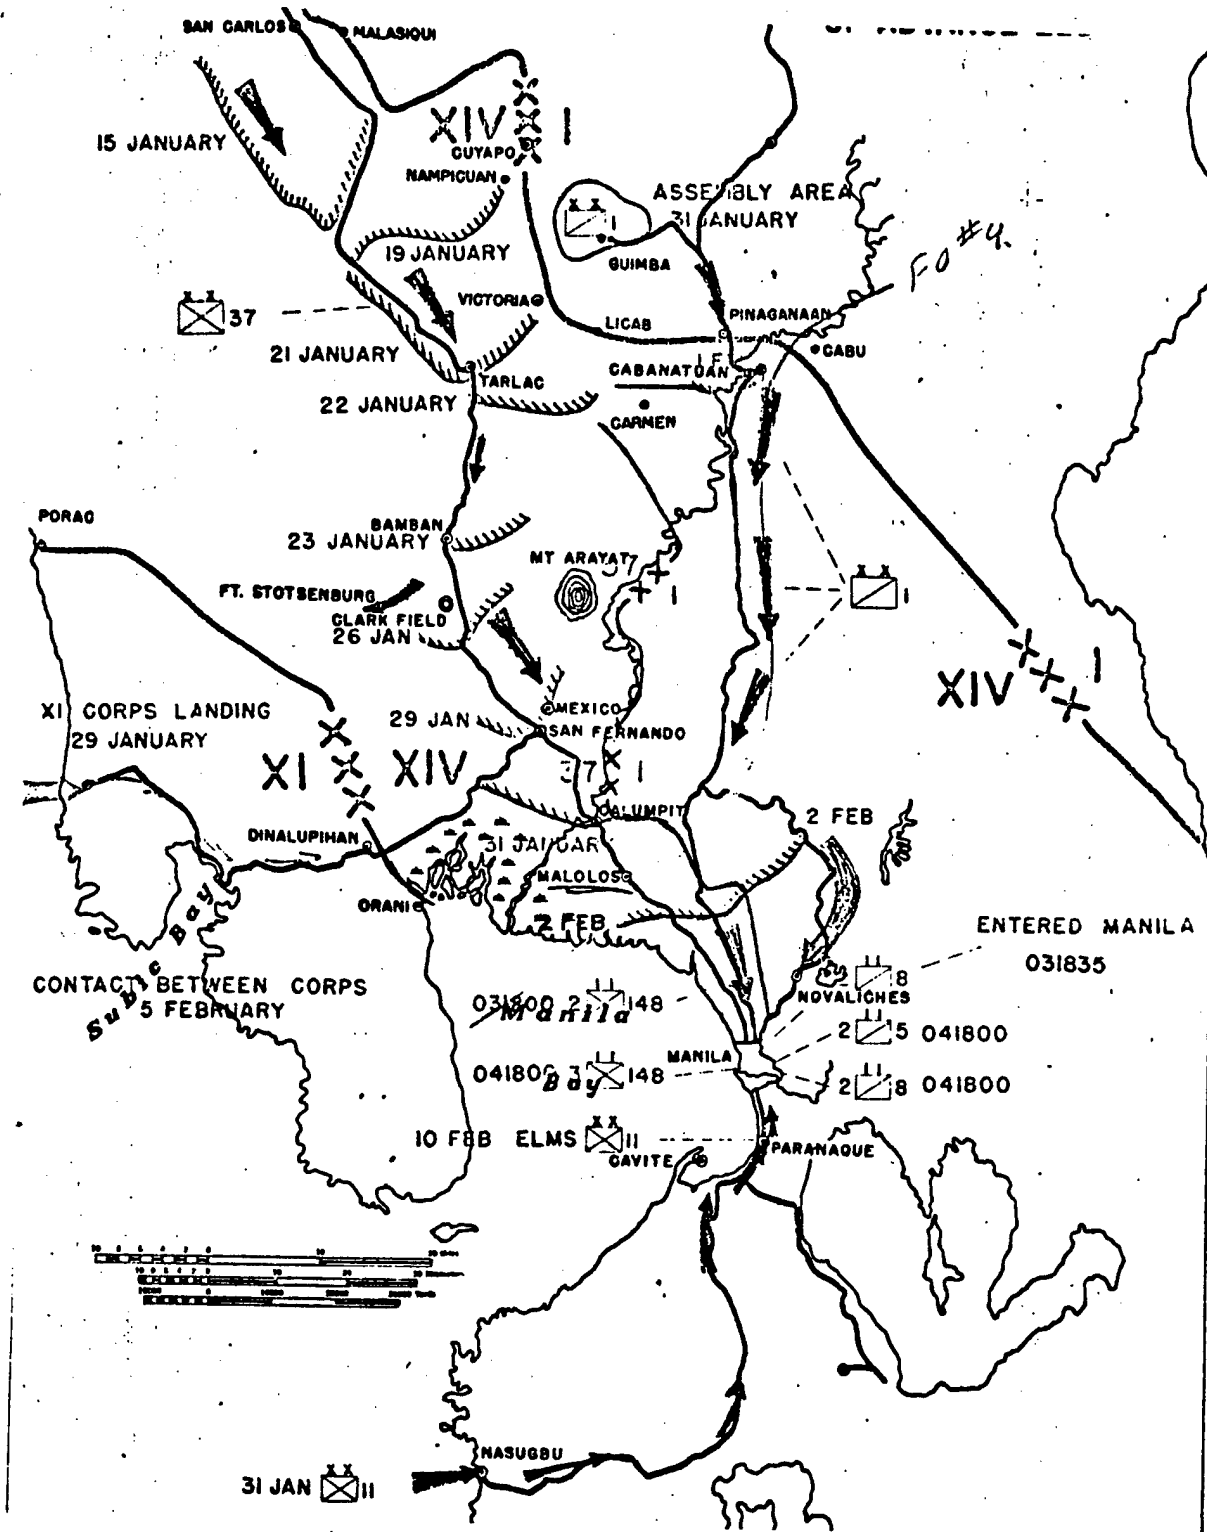 SAN CARLOS
MALASIQUI
15 JANUARY
XIV I
CUYAPO
NAMPICUAN
ASSEMBLY AREA
31 JANUARY
1
GUIMBA
19 JANUARY
FO #4.
VICTORIA
37
LICAB
PINAGANAAN
CABU
21 JANUARY
TARLAC
CABANATUAN
22 JANUARY
CARMEN
PORAC
BAMBAN
23 JANUARY
MT ARAYAT
37
1
FT. STOTSENBURG
CLARK FIELD
26 JAN
1
XIV I
XI CORPS LANDING
29 JANUARY
MEXICO
29 JAN
SAN FERNANDO
XI XIV
37 1
CALUMPIT
2 FEB
DINALUPIHAN
31 JANUAR
MALOLOS
ORANI
2 FEB
ENTERED MANILA
031835
CONTACT BETWEEN CORPS
5 FEBRUARY
Subic Bay
8
NOVALICHES
031800 2 148
Manila
Bay
2 5 041800
MANILA
041800 3 148
2 8 041800
10 FEB ELMS 11
CAVITE
PARANAQUE
NASUGBU
31 JAN 11